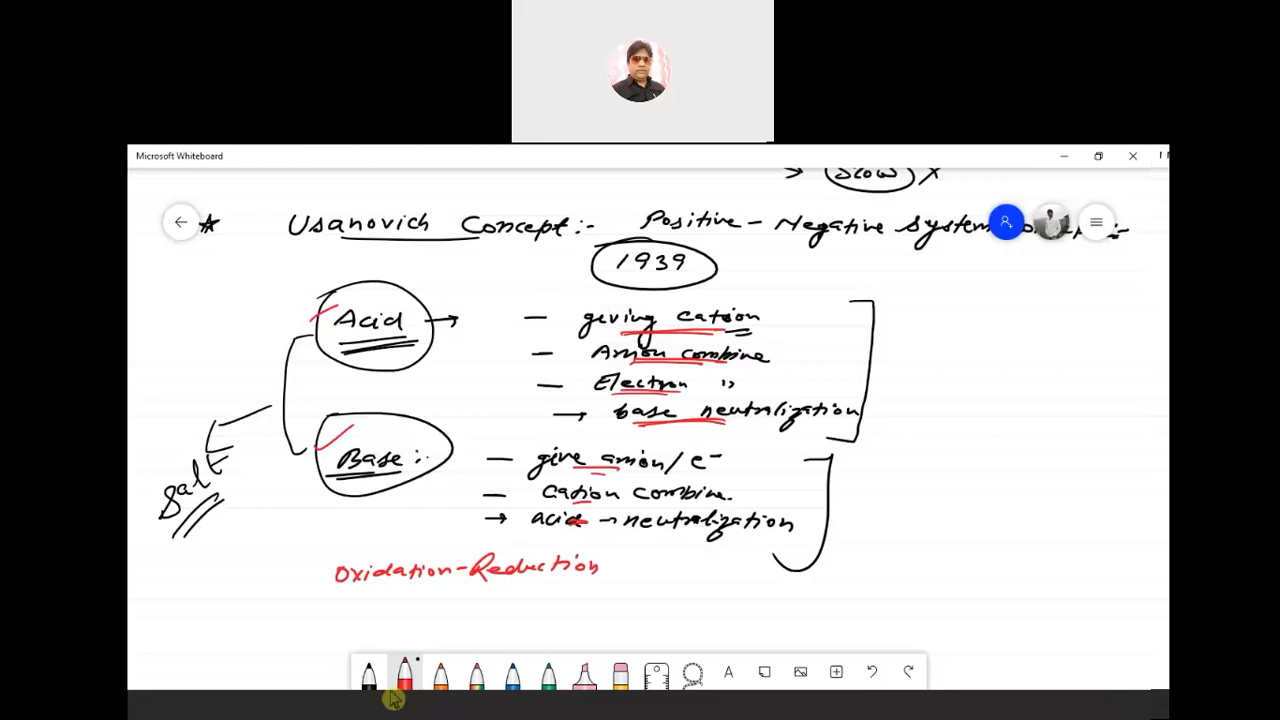 Microsoft Whiteboard
→ Slow X
★ Usanovich Concept :- Positive - Negative System
1939
Acid → - giving cation
- Anion combine
- Electron "
→ base neutralization
Base :- - give anion/e-
- Cation combine.
→ acid - neutralization
Salt
Oxidation-Reduction
A